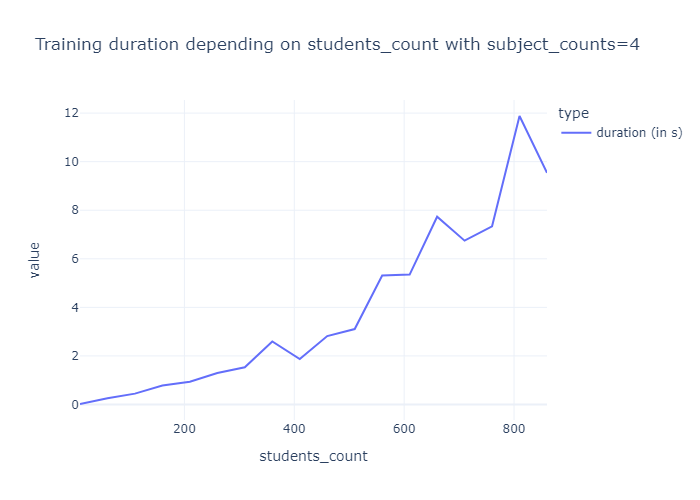 Training duration depending on students_count with subject_counts=4
type
duration (in s)
12
10
8
6
4
2
0
value
200
400
600
800
students_count